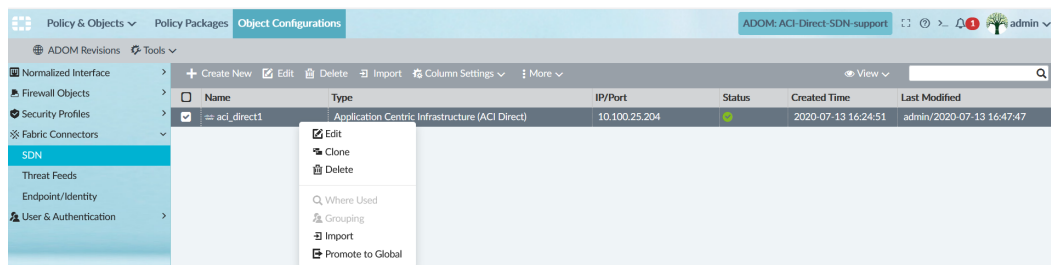 Policy & Objects Policy Packages Object Configurations ADOM: ACI-Direct-SDN-support 1 admin
ADOM Revisions Tools
Normalized Interface
Firewall Objects
Security Profiles
Fabric Connectors
SDN
Threat Feeds
Endpoint/Identity
User & Authentication
Create New Edit Delete Import Column Settings More View
Name Type IP/Port Status Created Time Last Modified
aci_direct1 Application Centric Infrastructure (ACI Direct) 10.100.25.204 2020-07-13 16:24:51 admin/2020-07-13 16:47:47
Edit
Clone
Delete
Where Used
Grouping
Import
Promote to Global